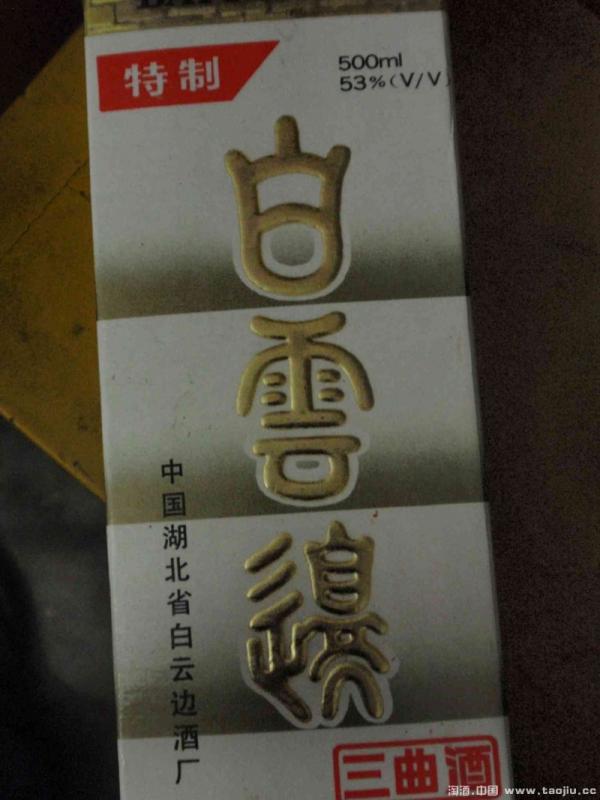 特制
500ml
53%(V/V)
白雲邊
中国湖北省白云边酒厂
三曲酒
淘酒.中国 www.taojiu.cc